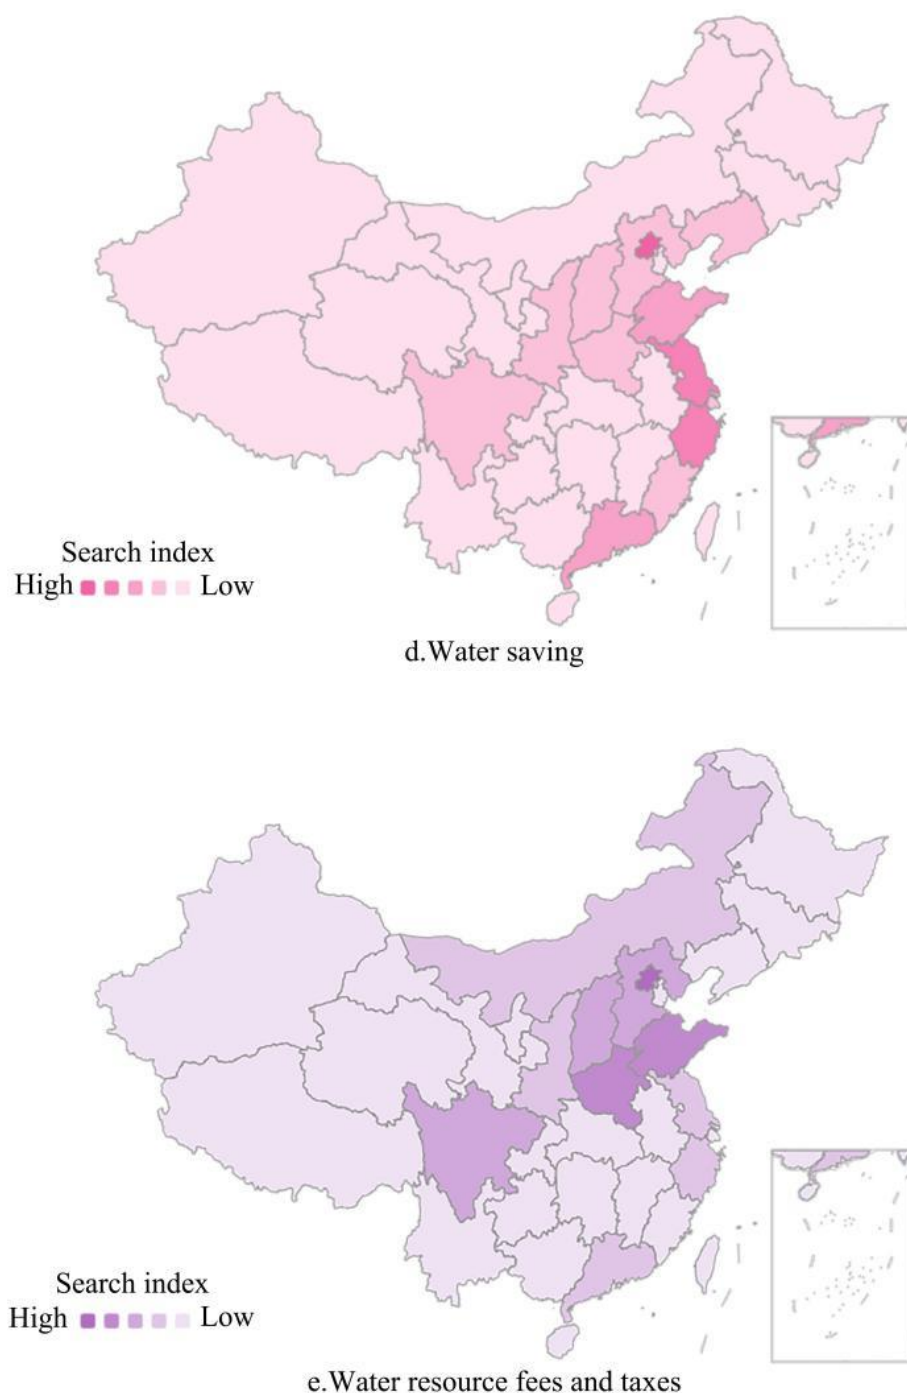 Search index
High Low
d.Water saving
Search index
High Low
e.Water resource fees and taxes